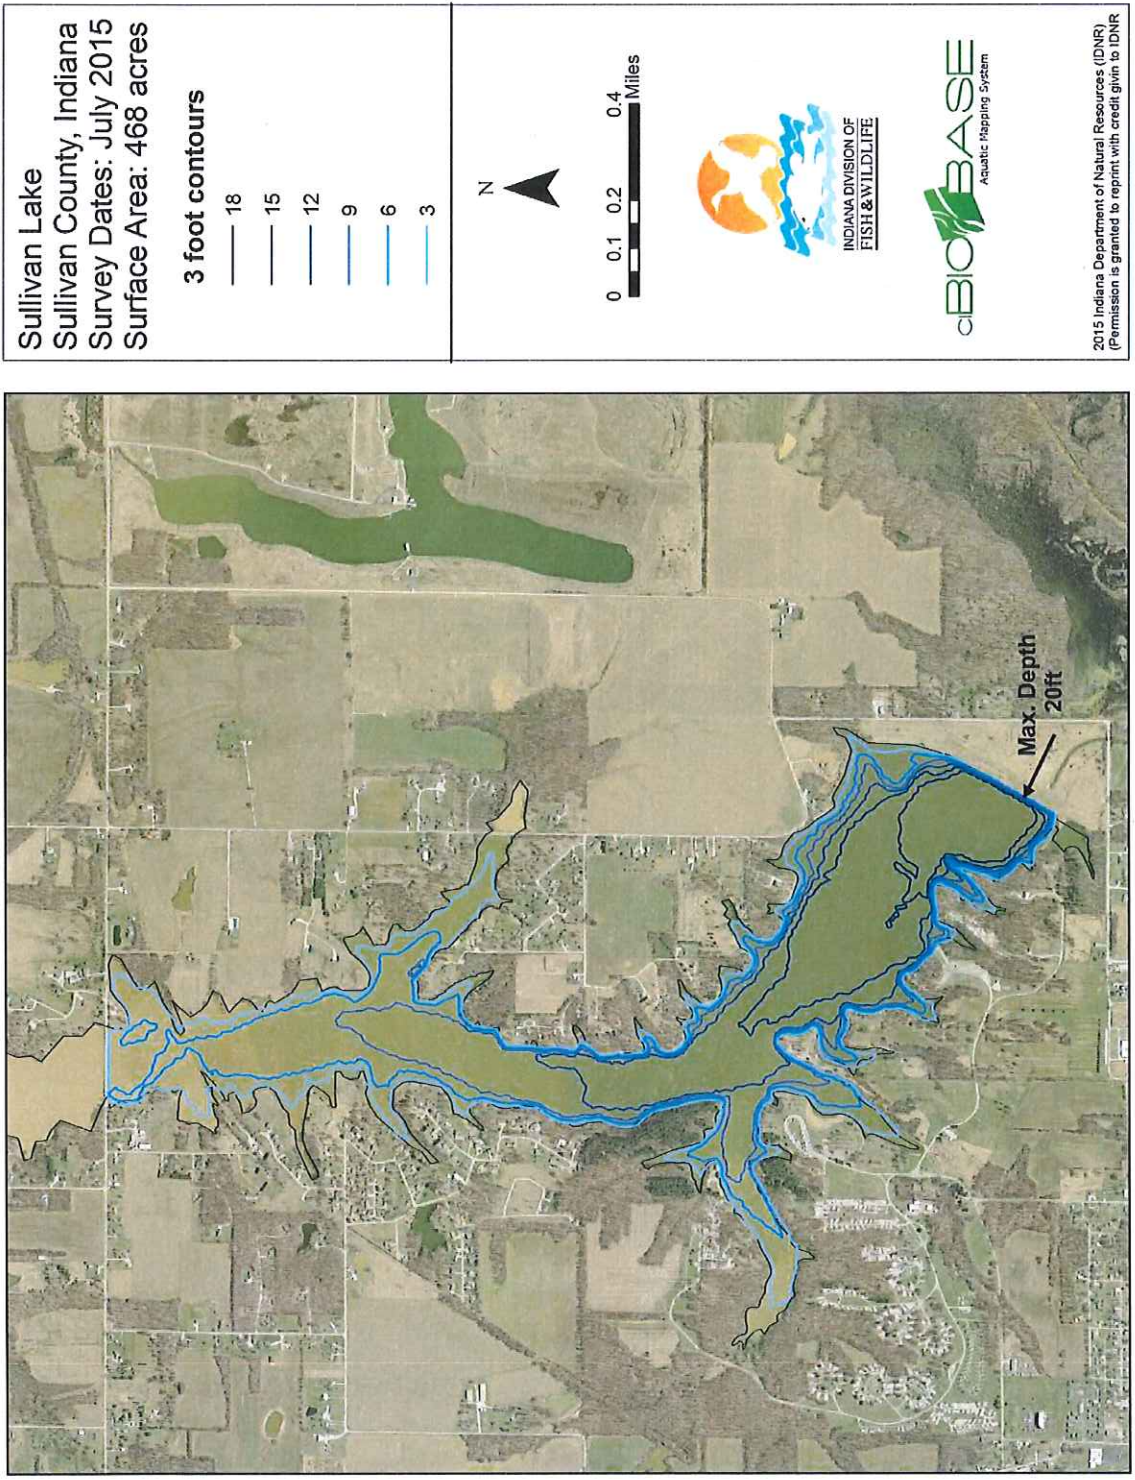 Sullivan Lake
Sullivan County, Indiana
Survey Dates: July 2015
Surface Area: 468 acres
3 foot contours
18
15
12
9
6
3
N
0 0.1 0.2 0.4
Miles
INDIANA DIVISION OF
FISH & WILDLIFE
ciBIOBASE
Aquatic Mapping System
2015 Indiana Department of Natural Resources (IDNR)
(Permission is granted to reprint with credit givin to IDNR
Max. Depth
20ft